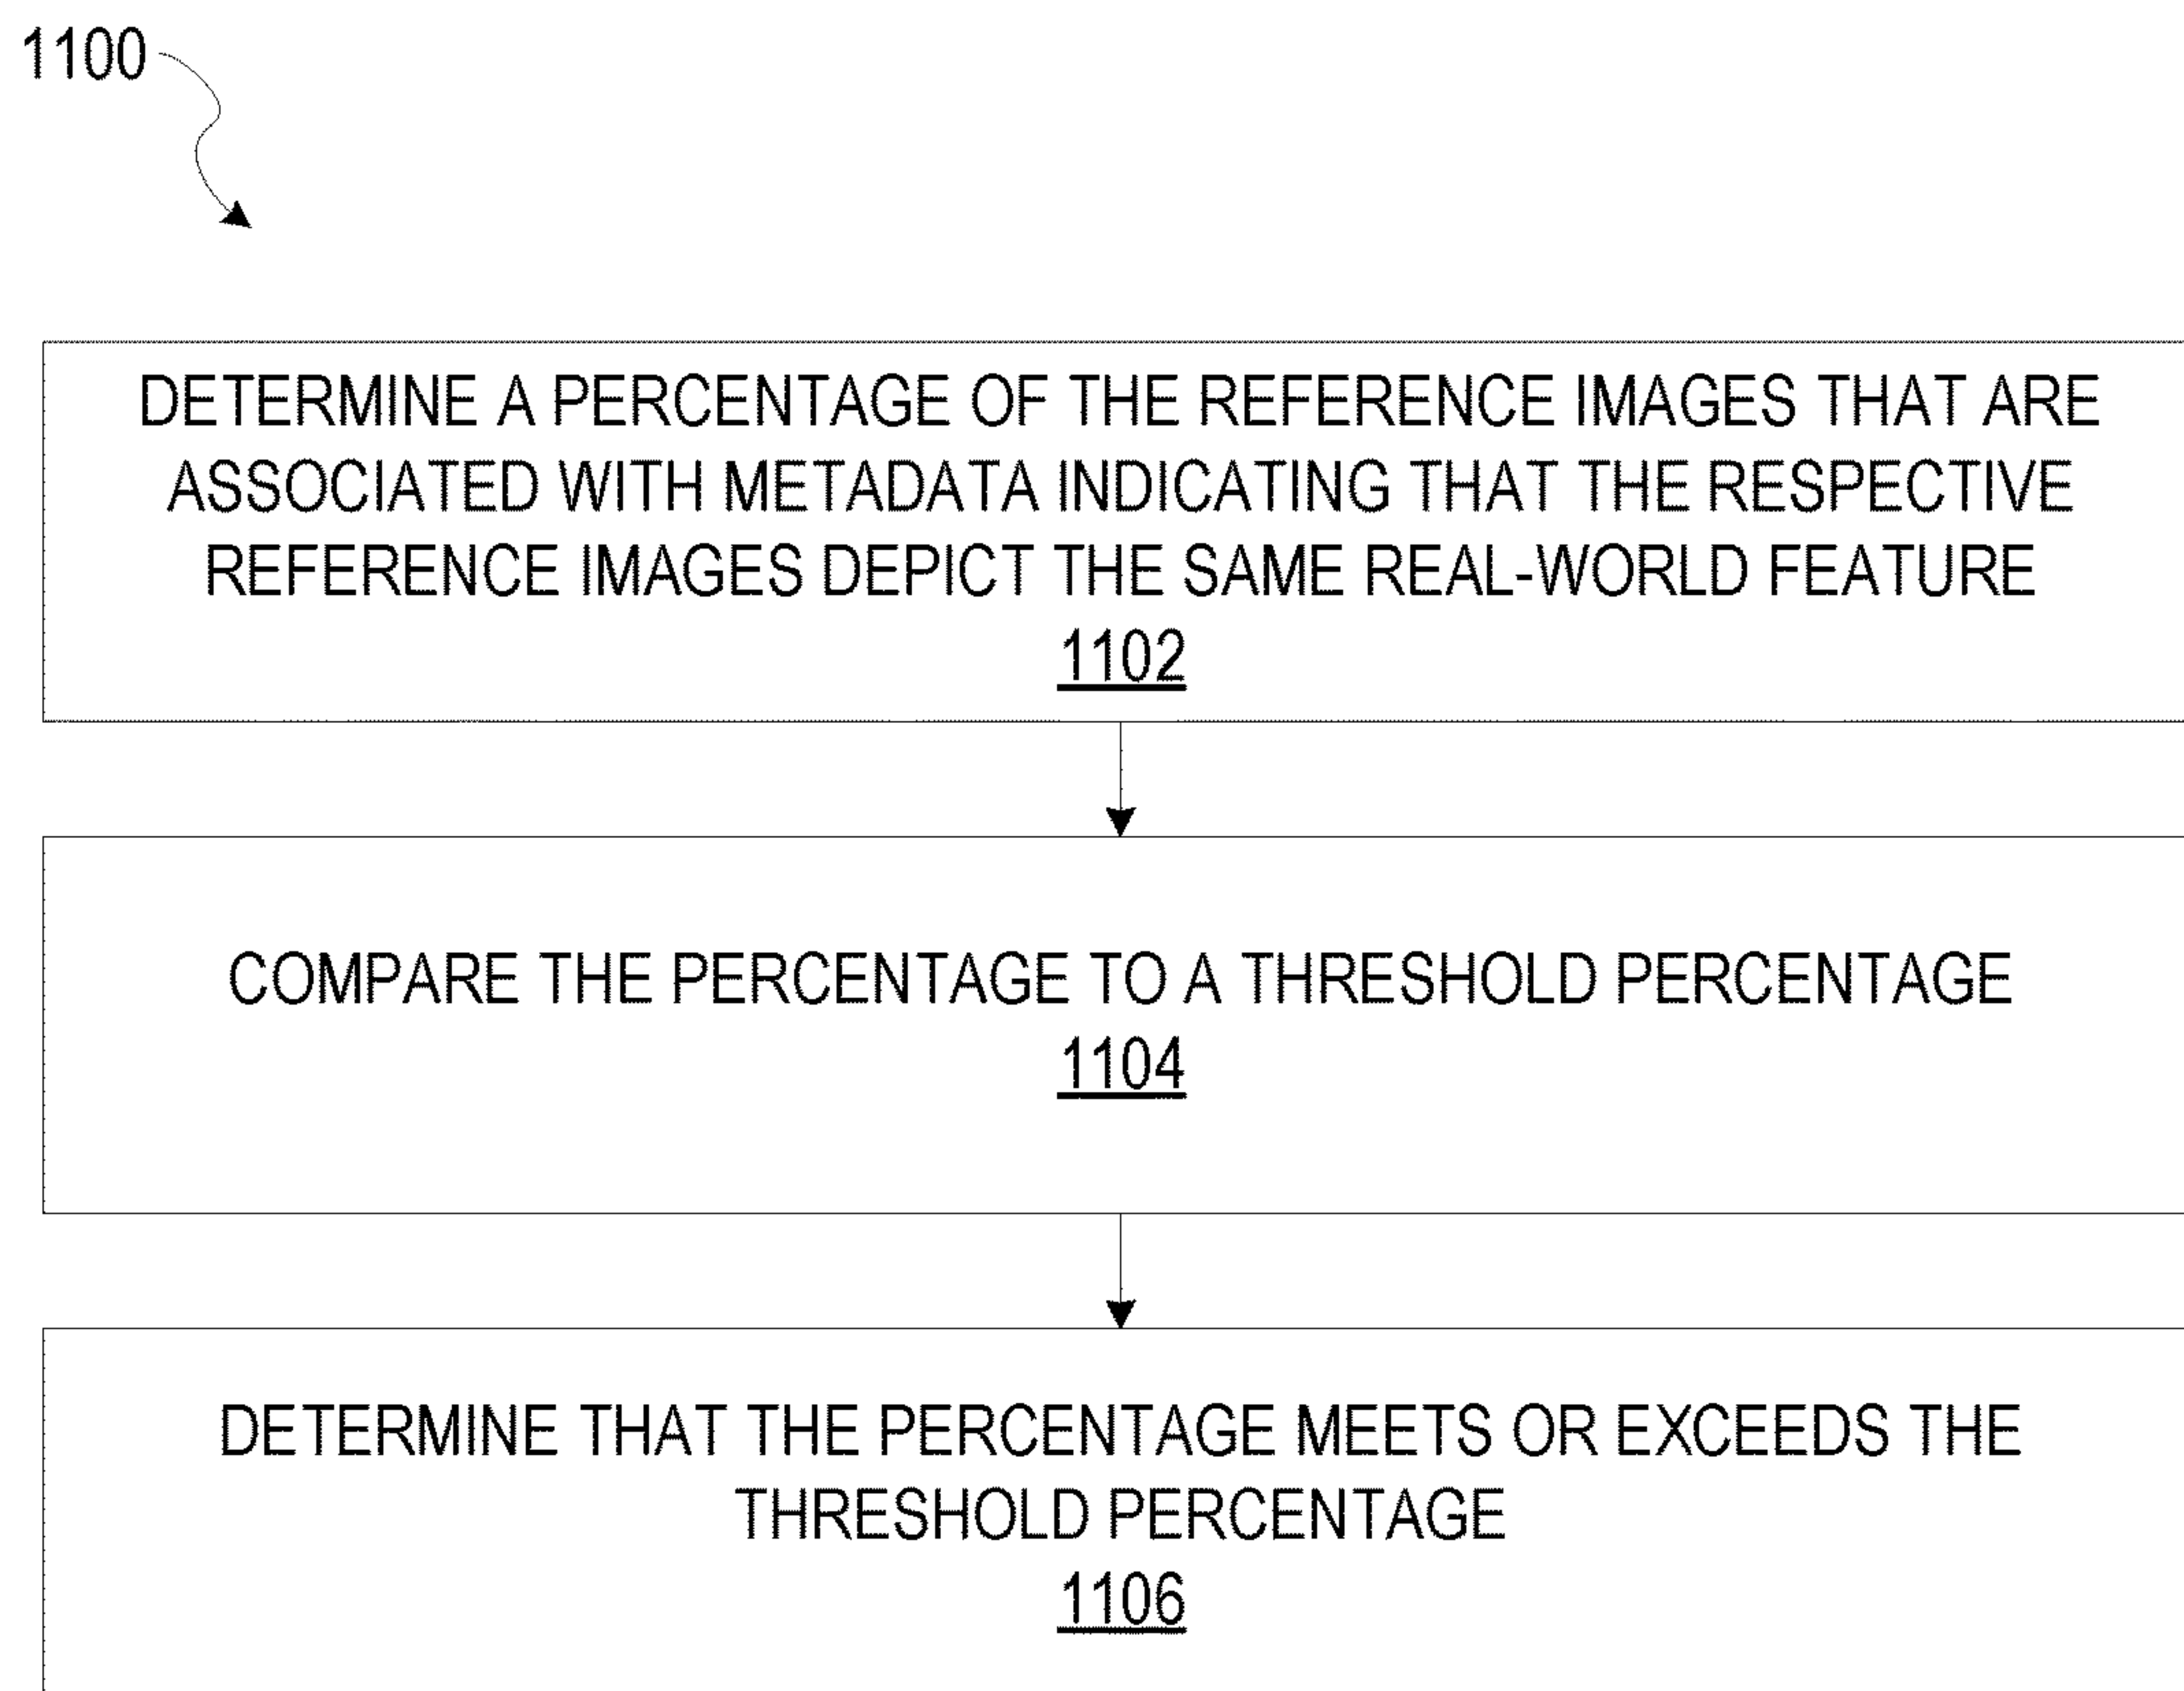 1100
DETERMINE A PERCENTAGE OF THE REFERENCE IMAGES THAT ARE
ASSOCIATED WITH METADATA INDICATING THAT THE RESPECTIVE
REFERENCE IMAGES DEPICT THE SAME REAL-WORLD FEATURE
1102
COMPARE THE PERCENTAGE TO A THRESHOLD PERCENTAGE
1104
DETERMINE THAT THE PERCENTAGE MEETS OR EXCEEDS THE
THRESHOLD PERCENTAGE
1106